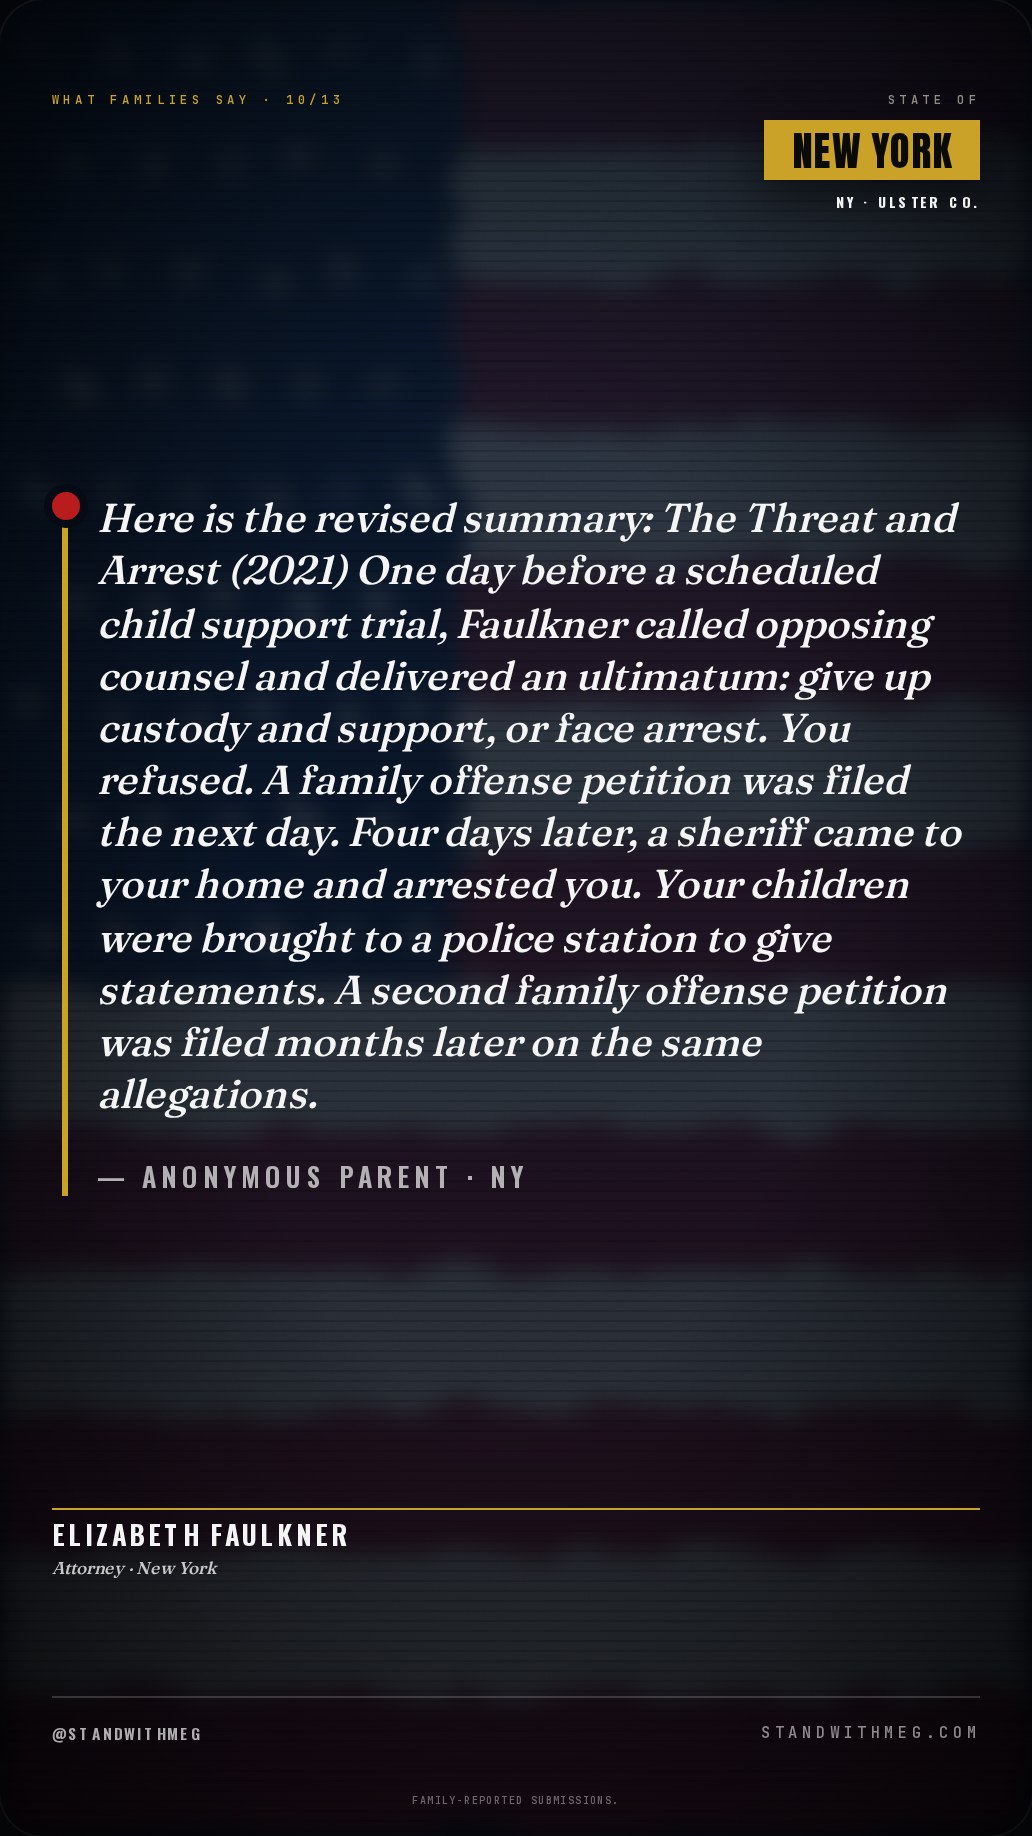 WHAT FAMILIES SAY · 10/13
STATE OF
NEW YORK
NY · ULSTER CO.
Here is the revised summary: The Threat and
Arrest (2021) One day before a scheduled
child support trial, Faulkner called opposing
counsel and delivered an ultimatum: give up
custody and support, or face arrest. You
refused. A family offense petition was filed
the next day. Four days later, a sheriff came to
your home and arrested you. Your children
were brought to a police station to give
statements. A second family offense petition
was filed months later on the same
allegations.
— ANONYMOUS PARENT · NY
ELIZABETH FAULKNER
Attorney · New York
@STANDWITHMEG
STANDWITHMEG.COM
FAMILY-REPORTED SUBMISSIONS.